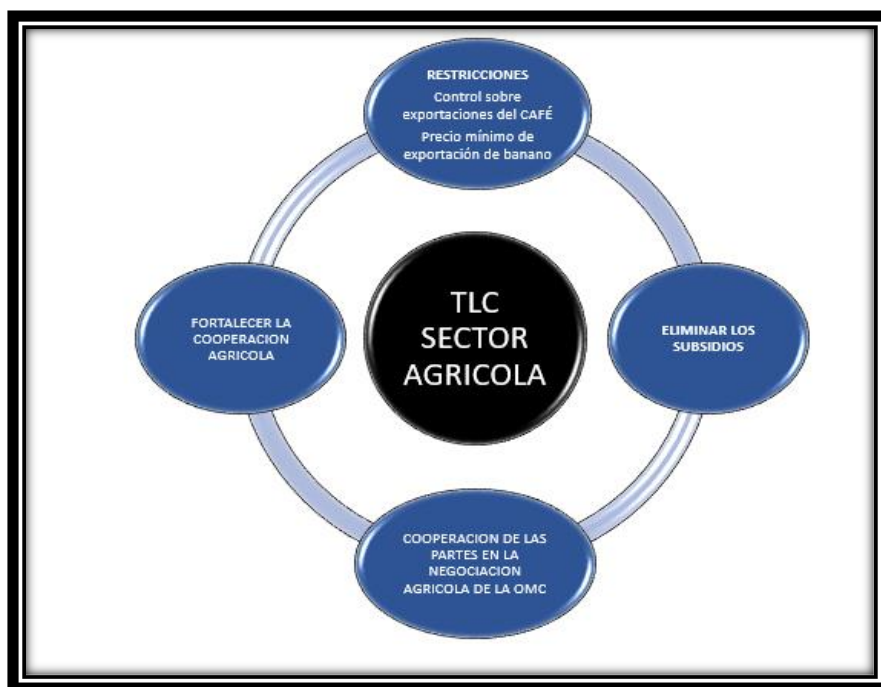 RESTRICCIONES
Control sobre
exportaciones del CAFÉ
Precio mínimo de
exportación de banano
FORTALECER LA
COOPERACION
AGRICOLA
TLC
SECTOR
AGRICOLA
ELIMINAR LOS
SUBSIDIOS
COOPERACION DE LAS
PARTES EN LA
NEGOCIACION
AGRICOLA DE LA OMC